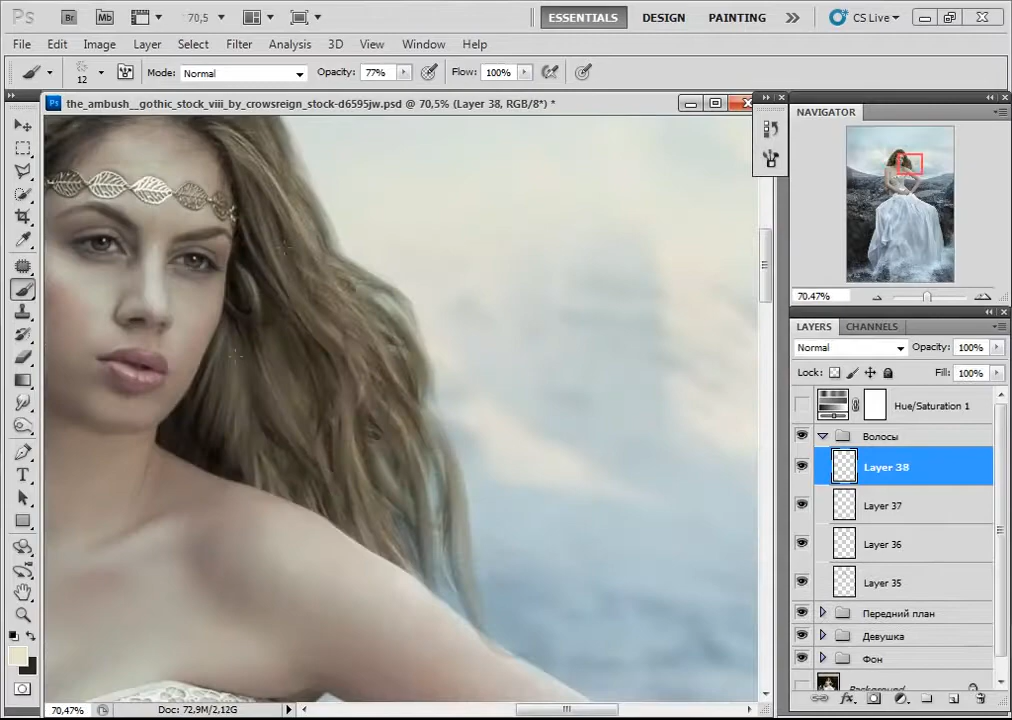 Ps Br Mb 70,5 ESSENTIALS DESIGN PAINTING CS Live
File Edit Image Layer Select Filter Analysis 3D View Window Help
12 Mode: Normal Opacity: 77% Flow: 100%
Ps the_ambush__gothic_stock_viii_by_crowsreign_stock-d6595jw.psd @ 70,5% (Layer 38, RGB/8*) *
NAVIGATOR
70.47%
LAYERS CHANNELS
Normal Opacity: 100%
Lock: Fill: 100%
Hue/Saturation 1
Волосы
Layer 38
Layer 37
Layer 36
Layer 35
Передний план
Девушка
Фон
Background
70,47% Doc: 72,9M/2,12G